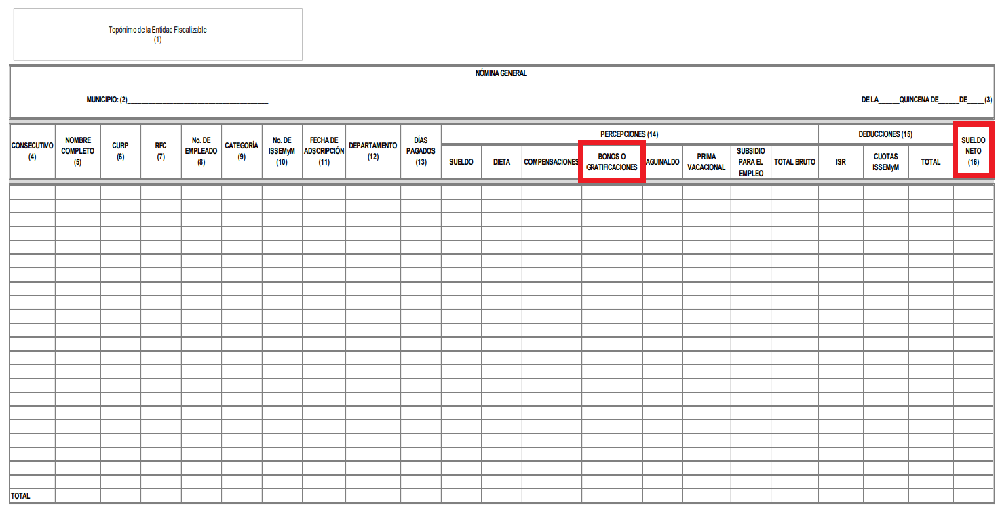 Topónimo de la Entidad Fiscalizable
(1)
NÓMINA GENERAL
MUNICIPIO: (2)_______________________________________
DE LA______QUINCENA DE______DE_____(3)
CONSECUTIVO
(4)
NOMBRE
COMPLETO
(5)
CURP
(6)
RFC
(7)
No. DE
EMPLEADO
(8)
CATEGORÍA
(9)
No. DE
ISSEMyM
(10)
FECHA DE
ADSCRIPCIÓN
(11)
DEPARTAMENTO
(12)
DÍAS
PAGADOS
(13)
PERCEPCIONES (14)
SUELDO
DIETA
COMPENSACIONES
BONOS O
GRATIFICACIONES
AGUINALDO
PRIMA
VACACIONAL
SUBSIDIO
PARA EL
EMPLEO
TOTAL BRUTO
DEDUCCIONES (15)
ISR
CUOTAS
ISSEMyM
TOTAL
SUELDO
NETO
(16)
TOTAL